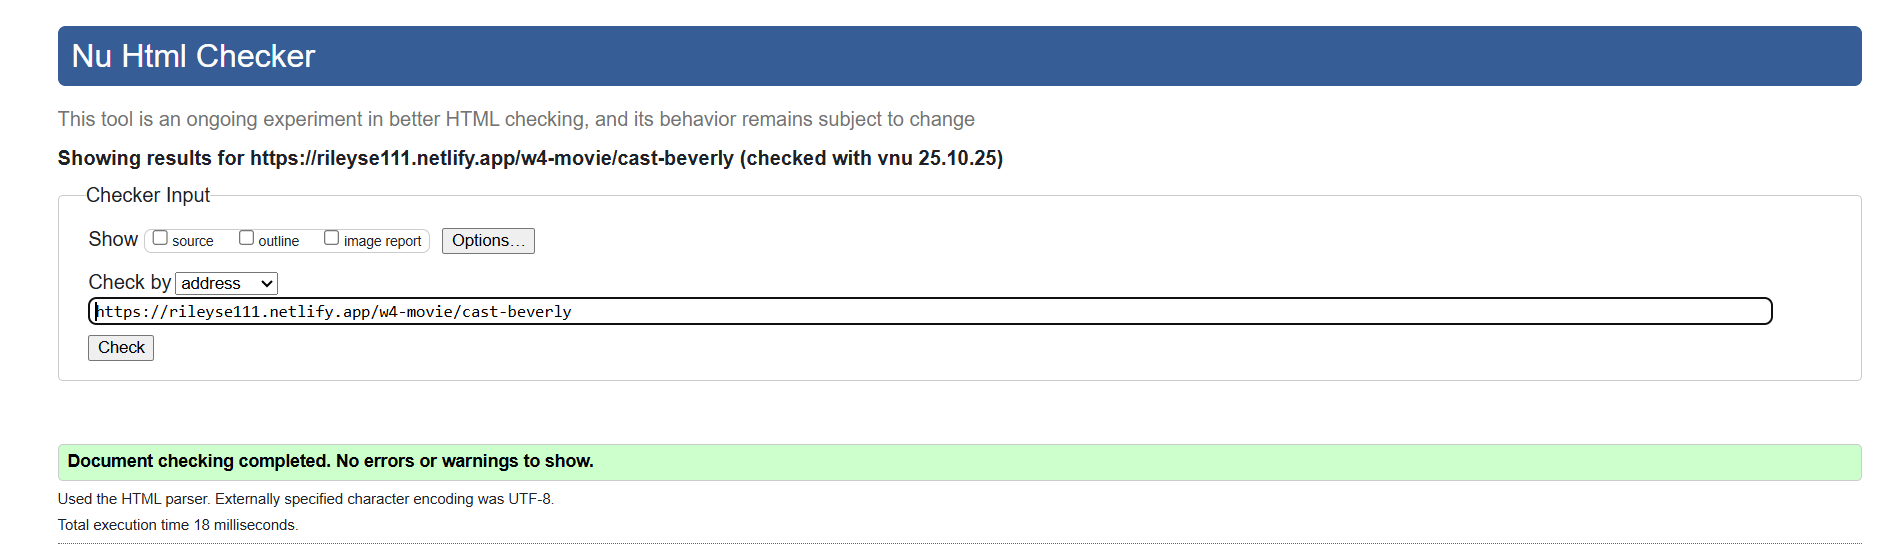 Nu Html Checker
This tool is an ongoing experiment in better HTML checking, and its behavior remains subject to change
Showing results for https://rileyse111.netlify.app/w4-movie/cast-beverly (checked with vnu 25.10.25)
Checker Input
Show source outline image report Options...
Check by address
https://rileyse111.netlify.app/w4-movie/cast-beverly
Check
Document checking completed. No errors or warnings to show.
Used the HTML parser. Externally specified character encoding was UTF-8.
Total execution time 18 milliseconds.